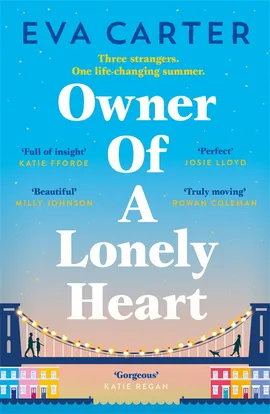 EVA CARTER
Three strangers.
One life-changing summer.
Owner
Of
A
Lonely
Heart
‘Full of insight’
KATIE FFORDE
‘Perfect’
JOSIE LLOYD
‘Beautiful’
MILLY JOHNSON
‘Truly moving’
ROWAN COLEMAN
‘Gorgeous’
KATIE REGAN